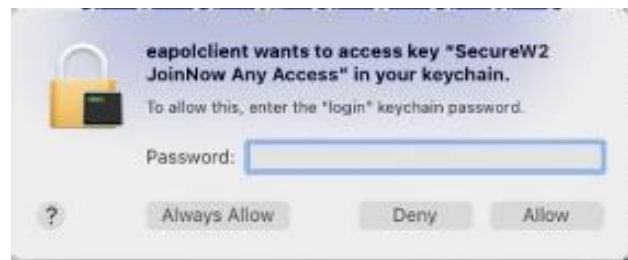 eapolclient wants to access key "SecureW2
JoinNow Any Access" in your keychain.
To allow this, enter the "login" keychain password.
Password:
?
Always Allow
Deny
Allow